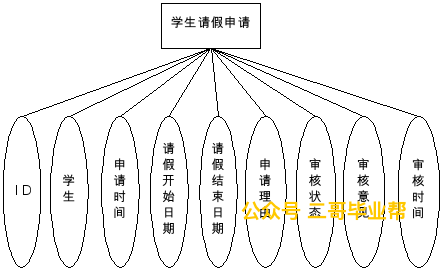 学生请假申请
ID
学生
申请时间
请假开始日期
请假结束日期
申请理由
审核状态
审核意见
审核时间
公众号 二哥毕业帮